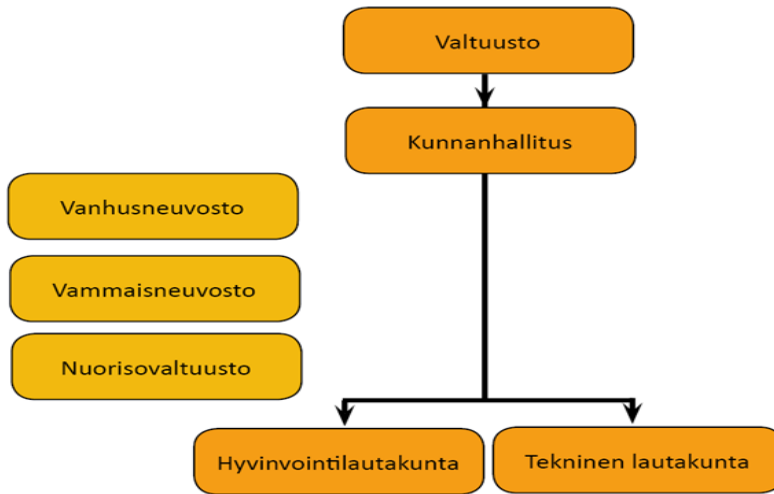 Valtuusto
Kunnanhallitus
Vanhusneuvosto
Vammaisneuvosto
Nuorisovaltuusto
Hyvinvointilautakunta
Tekninen lautakunta